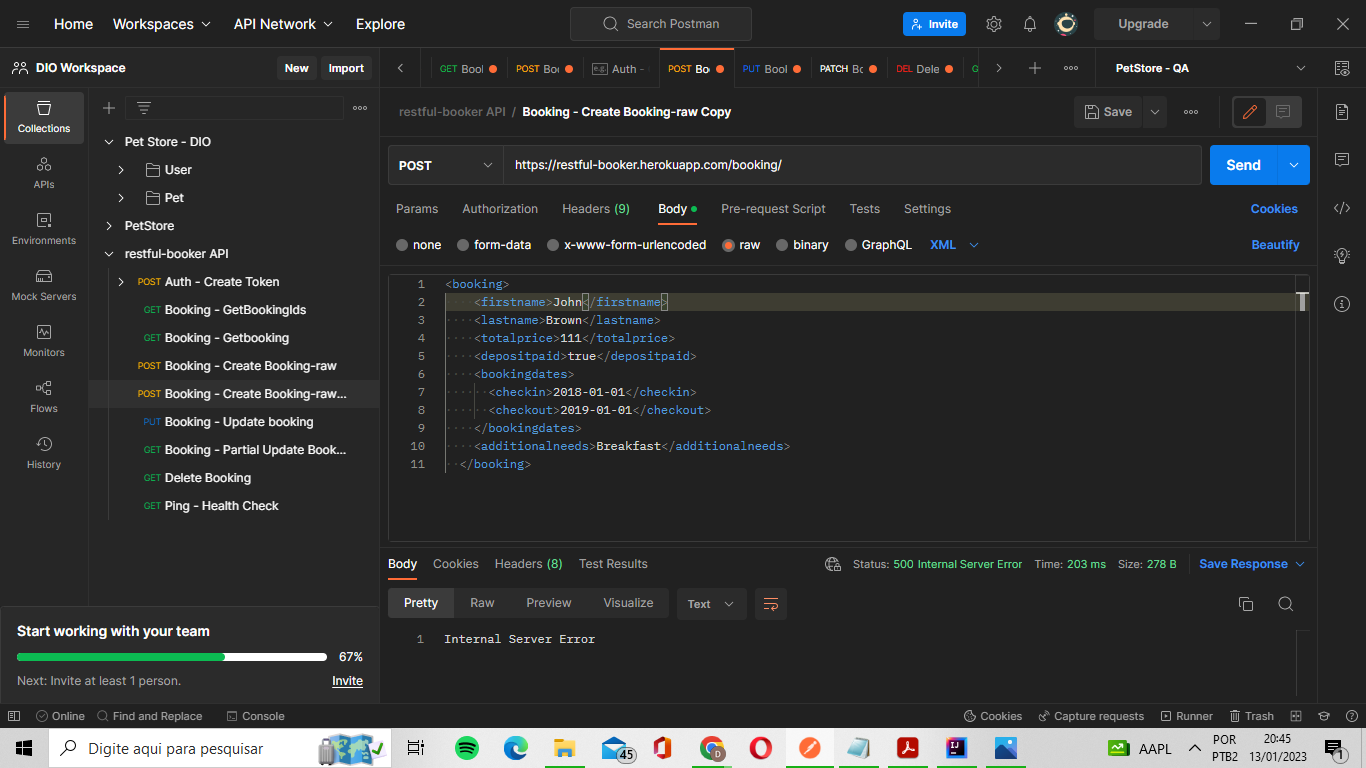 Home Workspaces API Network Explore Search Postman Invite Upgrade
DIO Workspace New Import
GET Bool POST Boo Auth - POST Bo PUT Bool PATCH Bc DEL Dele G PetStore - QA
Collections
APIs
Environments
Mock Servers
Monitors
Flows
History
Pet Store - DIO
User
Pet
PetStore
restful-booker API
POST Auth - Create Token
GET Booking - GetBookingIds
GET Booking - Getbooking
POST Booking - Create Booking-raw
POST Booking - Create Booking-raw...
PUT Booking - Update booking
GET Booking - Partial Update Book...
GET Delete Booking
GET Ping - Health Check
Start working with your team
67%
Next: Invite at least 1 person. Invite
restful-booker API / Booking - Create Booking-raw Copy Save
POST https://restful-booker.herokuapp.com/booking/ Send
Params Authorization Headers (9) Body Pre-request Script Tests Settings Cookies
none form-data x-www-form-urlencoded raw binary GraphQL XML Beautify
1 <booking>
2 <firstname>John</firstname>
3 <lastname>Brown</lastname>
4 <totalprice>111</totalprice>
5 <depositpaid>true</depositpaid>
6 <bookingdates>
7 <checkin>2018-01-01</checkin>
8 <checkout>2019-01-01</checkout>
9 </bookingdates>
10 <additionalneeds>Breakfast</additionalneeds>
11 </booking>
Body Cookies Headers (8) Test Results Status: 500 Internal Server Error Time: 203 ms Size: 278 B Save Response
Pretty Raw Preview Visualize Text
1 Internal Server Error
Online Find and Replace Console Cookies Capture requests Runner Trash
Digite aqui para pesquisar 45 D AAPL POR 20:45
PTB2 13/01/2023 1